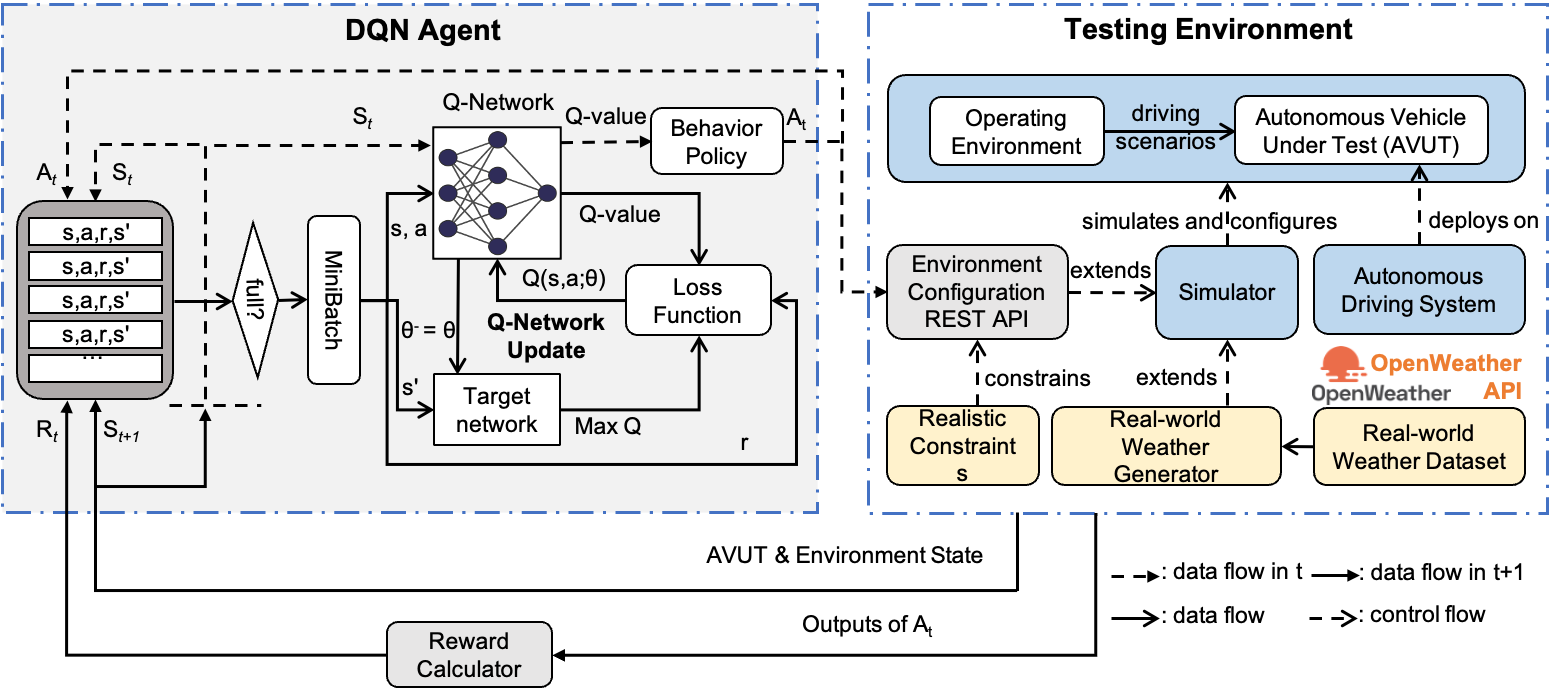 DQN Agent
A_t
S_t
S_t
Q-Network
Q-value
Behavior
Policy
A_t
s,a,r,s'
s,a,r,s'
s,a,r,s'
s,a,r,s'
...
full?
MiniBatch
s, a
Q-value
Q(s,a;θ)
Loss
Function
Q-Network
Update
θ⁻ = θ
s'
Target
network
Max Q
r
R_t
S_t+1
Testing Environment
Operating
Environment
driving
scenarios
Autonomous Vehicle
Under Test (AVUT)
simulates and configures
deploys on
Environment
Configuration
REST API
extends
Simulator
Autonomous
Driving System
constrains
extends
OpenWeather
OpenWeather
API
Realistic
Constraint
s
Real-world
Weather
Generator
Real-world
Weather Dataset
AVUT & Environment State
Outputs of A_t
Reward
Calculator
: data flow in t
: data flow in t+1
: data flow
: control flow